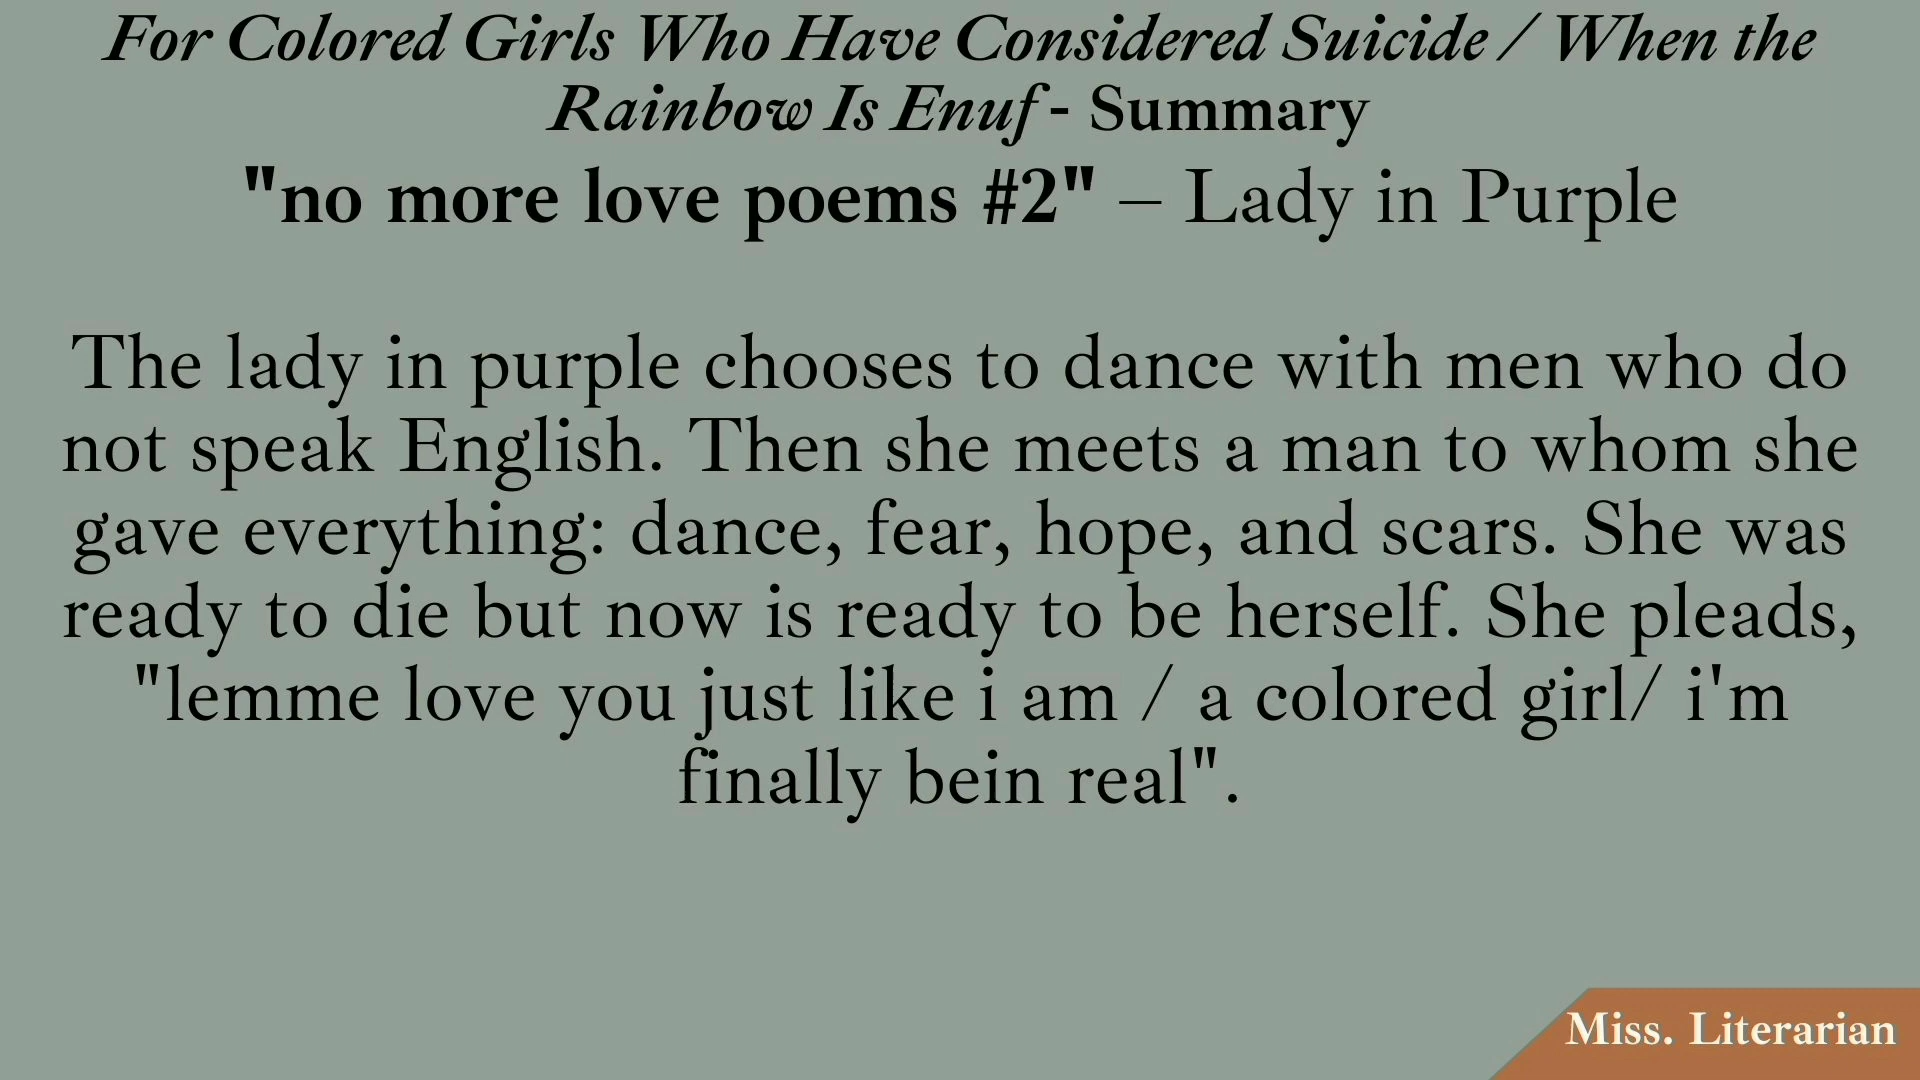 For Colored Girls Who Have Considered Suicide / When the
Rainbow Is Enuf - Summary
"no more love poems #2" – Lady in Purple
The lady in purple chooses to dance with men who do
not speak English. Then she meets a man to whom she
gave everything: dance, fear, hope, and scars. She was
ready to die but now is ready to be herself. She pleads,
"lemme love you just like i am / a colored girl/ i'm
finally bein real".
Miss. Literarian